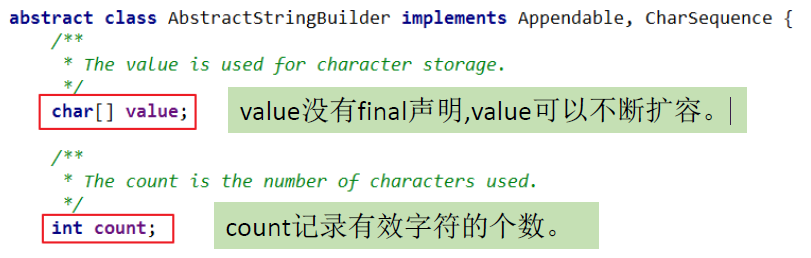 abstract class AbstractStringBuilder implements Appendable, CharSequence {
/**
* The value is used for character storage.
*/
char[] value;
value没有final声明,value可以不断扩容。
/**
* The count is the number of characters used.
*/
int count;
count记录有效字符的个数。